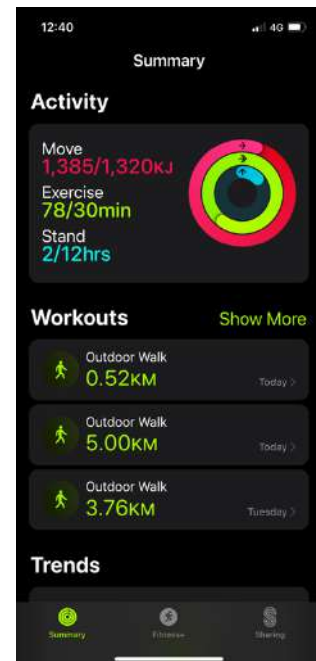 12:40
4G
Summary
Activity
Move
1,385/1,320KJ
Exercise
78/30min
Stand
2/12hrs
Workouts
Show More
Outdoor Walk
0.52KM
Today
Outdoor Walk
5.00KM
Today
Outdoor Walk
3.76KM
Tuesday
Trends
Summary
Fitness+
Sharing